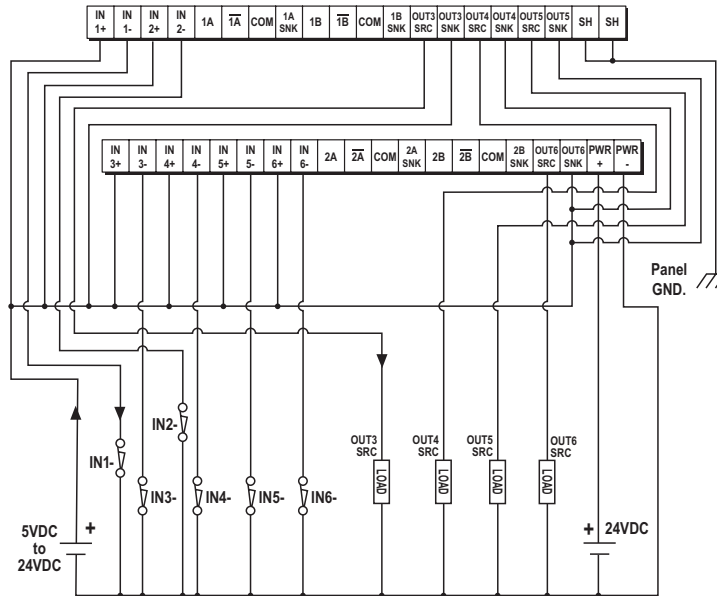 IN 1+ IN 1- IN 2+ IN 2- 1A 1̅A̅ COM 1A SNK 1B 1̅B̅ COM 1B SNK OUT3 SRC OUT3 SNK OUT4 SRC OUT4 SNK OUT5 SRC OUT5 SNK SH SH
IN 3+ IN 3- IN 4+ IN 4- IN 5+ IN 5- IN 6+ IN 6- 2A 2̅A̅ COM 2A SNK 2B 2̅B̅ COM 2B SNK OUT6 SRC OUT6 SNK PWR + PWR -
Panel
GND.
IN2-
IN1-
IN3-
IN4-
IN5-
IN6-
OUT3
SRC
LOAD
OUT4
SRC
LOAD
OUT5
SRC
LOAD
OUT6
SRC
LOAD
5VDC
to
24VDC
+
+ 24VDC